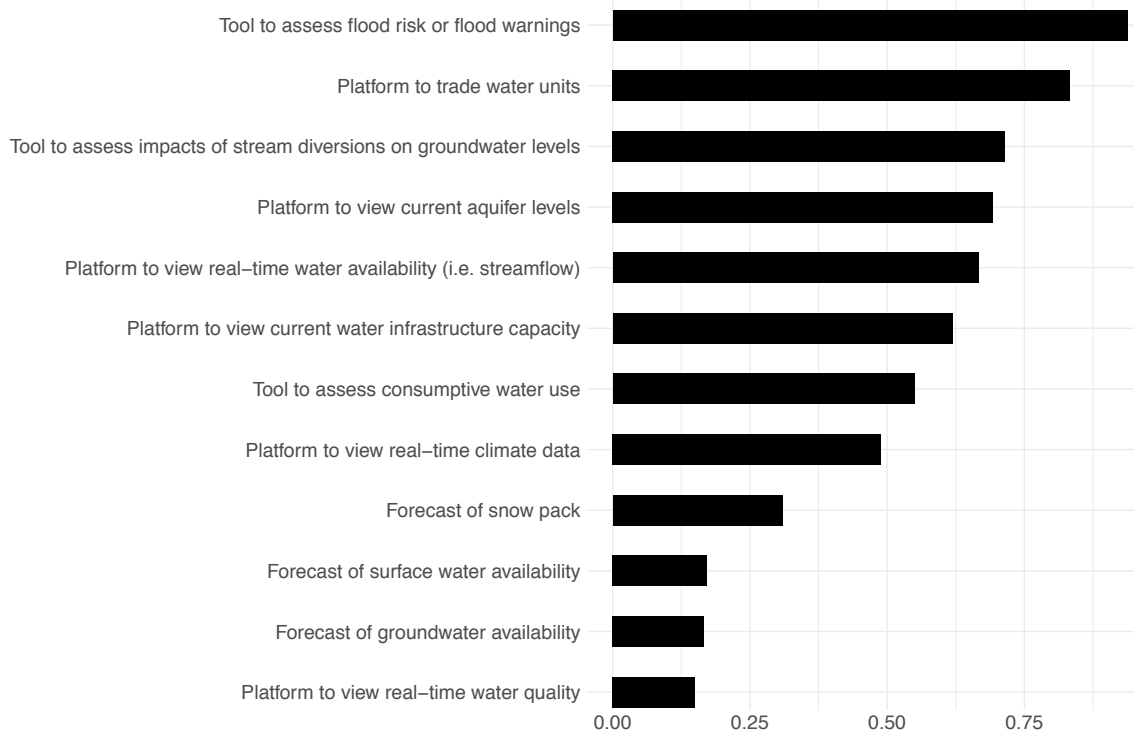 Tool to assess flood risk or flood warnings
Platform to trade water units
Tool to assess impacts of stream diversions on groundwater levels
Platform to view current aquifer levels
Platform to view real−time water availability (i.e. streamflow)
Platform to view current water infrastructure capacity
Tool to assess consumptive water use
Platform to view real−time climate data
Forecast of snow pack
Forecast of surface water availability
Forecast of groundwater availability
Platform to view real−time water quality
0.00 0.25 0.50 0.75